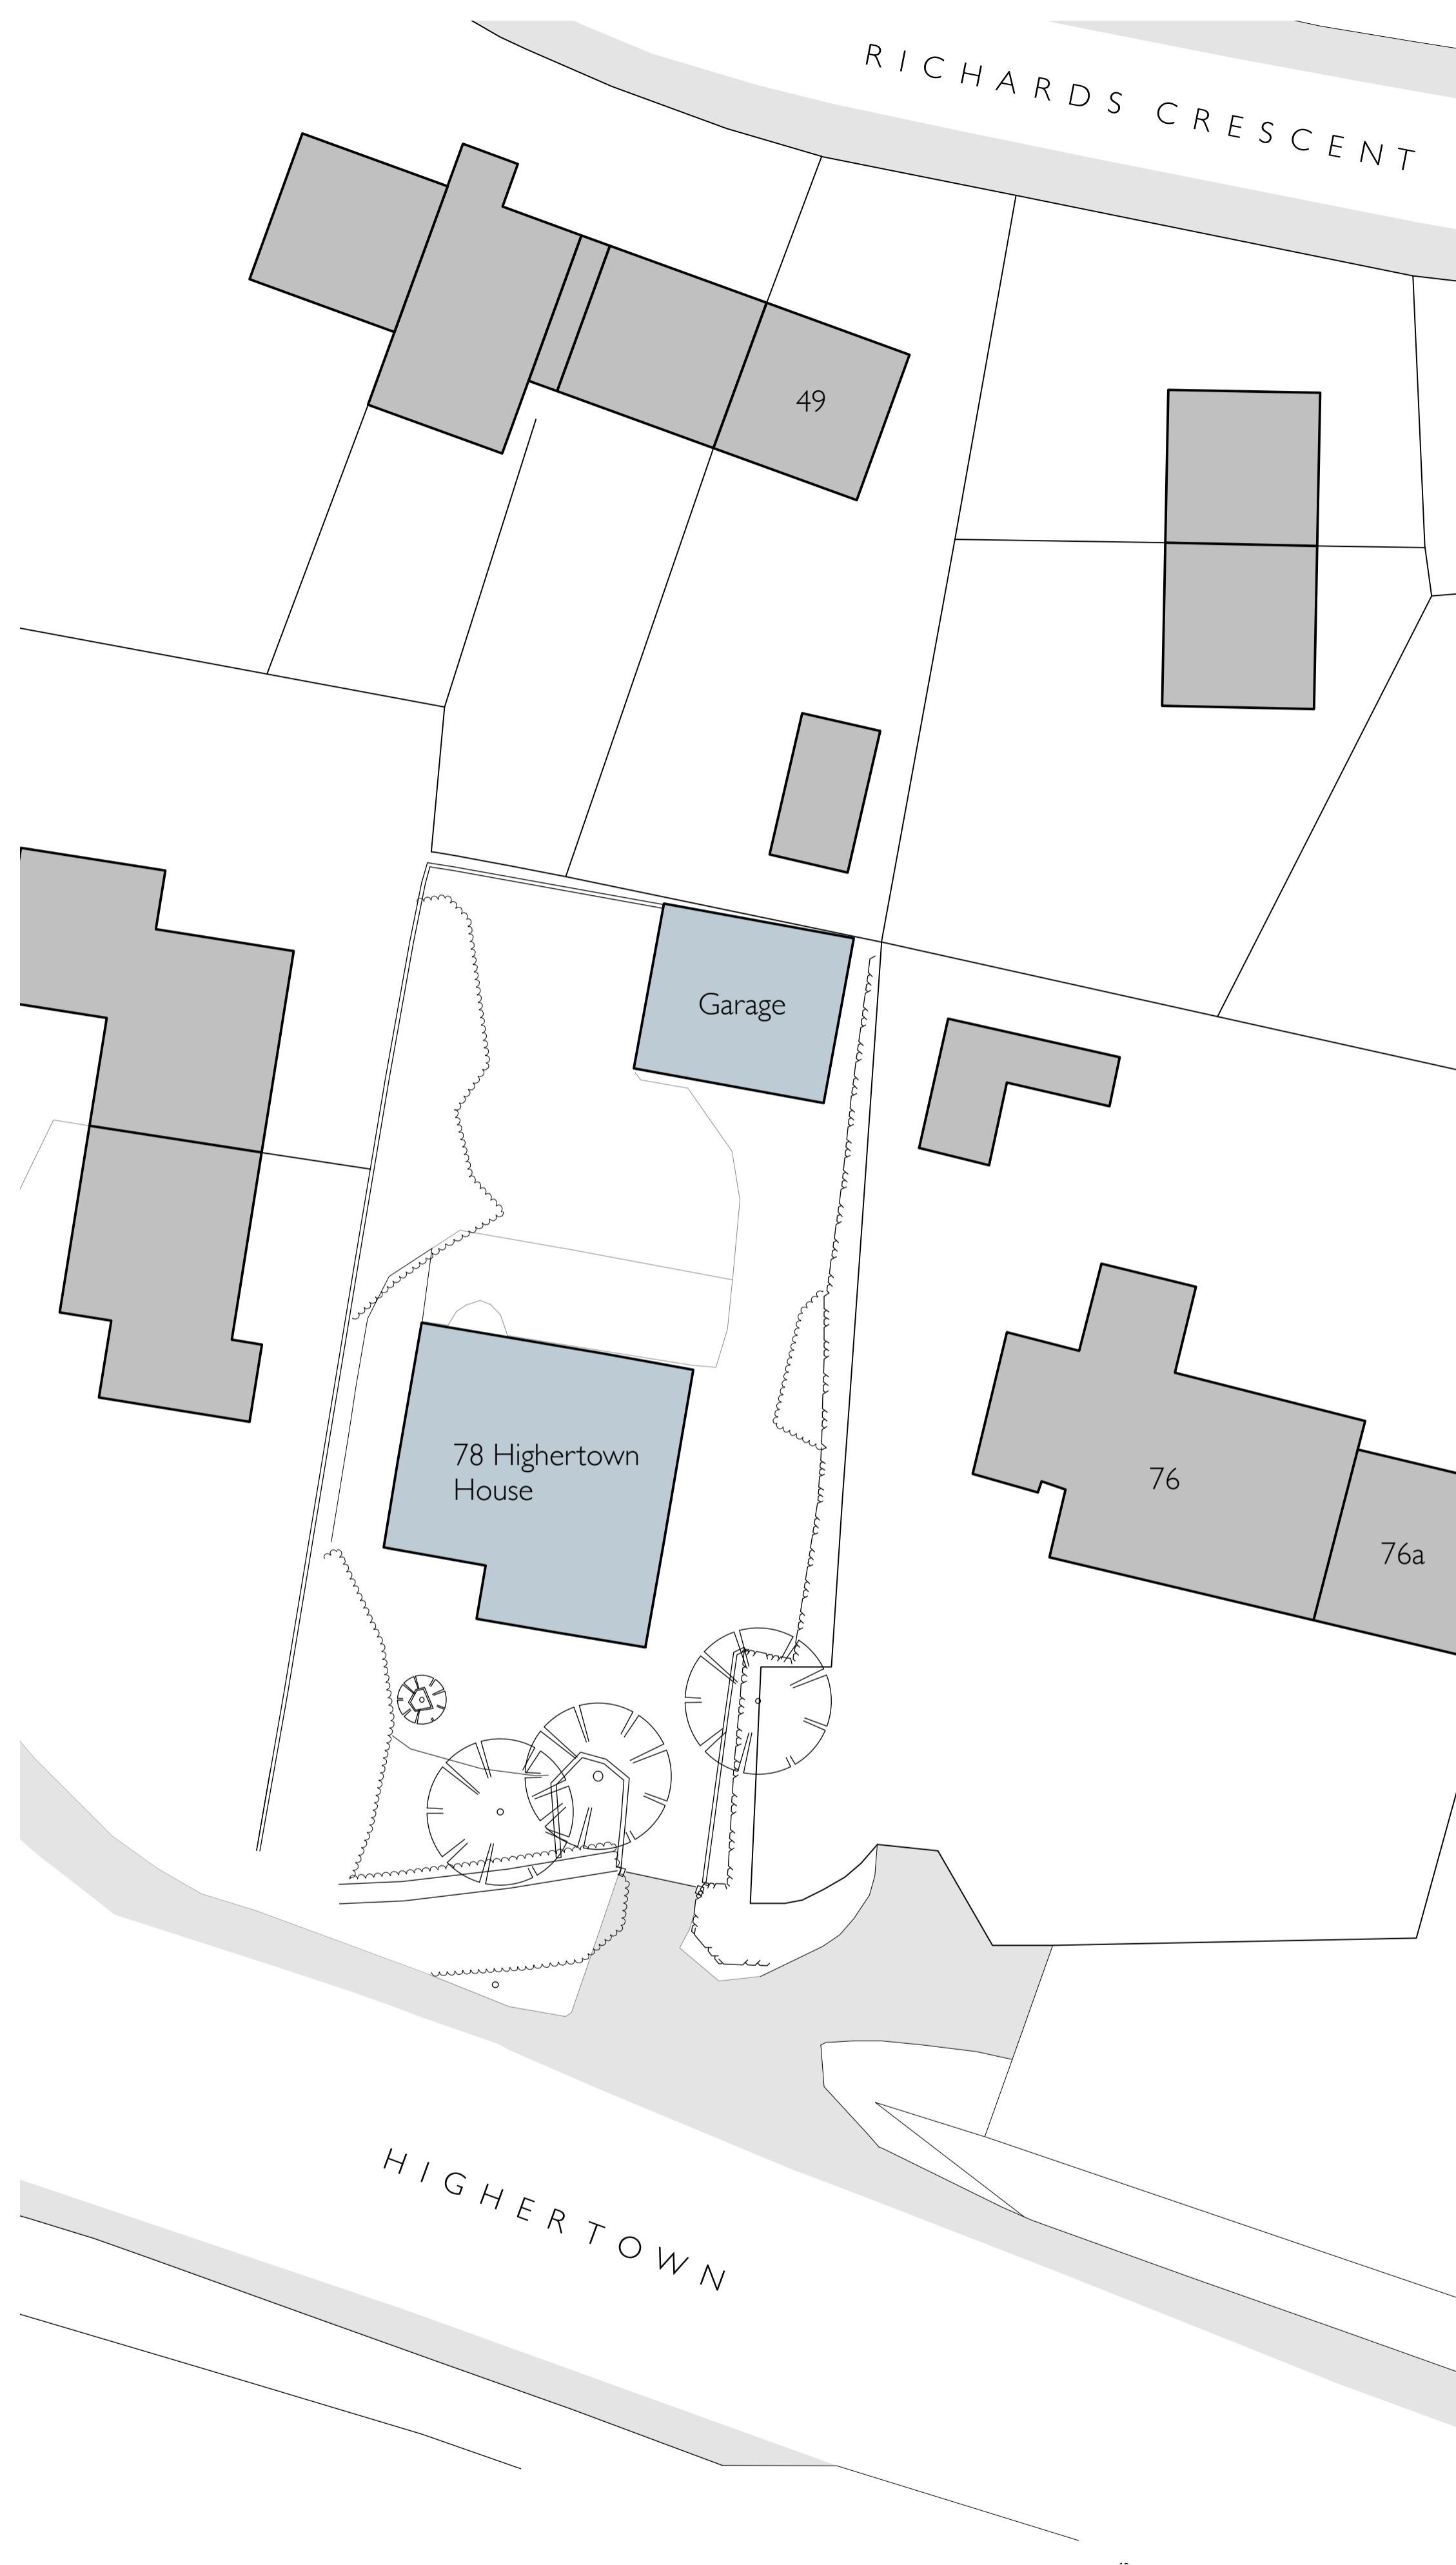 RICHARDS CRESCENT
49
Garage
78 Highertown
House
76
76a
HIGHERTOWN